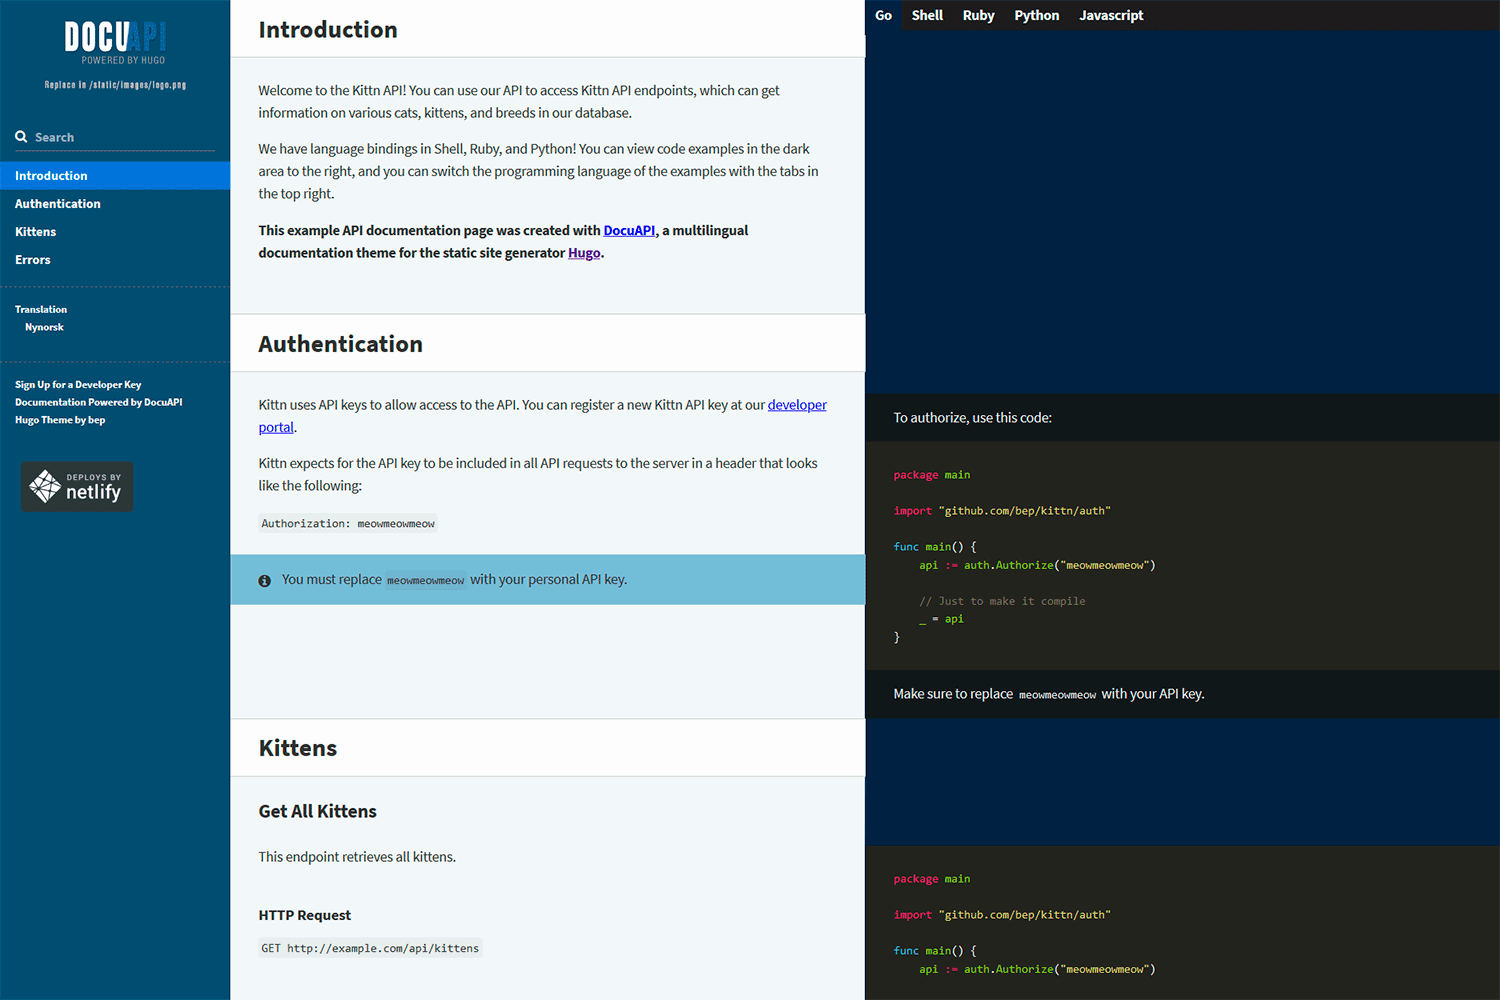 DOCUAPI
POWERED BY HUGO
Replace in /static/images/logo.png
Search
Introduction
Authentication
Kittens
Errors
Translation
Nynorsk
Sign Up for a Developer Key
Documentation Powered by DocuAPI
Hugo Theme by bep
DEPLOYS BY
netlify
Introduction
Welcome to the Kittn API! You can use our API to access Kittn API endpoints, which can get
information on various cats, kittens, and breeds in our database.
We have language bindings in Shell, Ruby, and Python! You can view code examples in the dark
area to the right, and you can switch the programming language of the examples with the tabs in
the top right.
This example API documentation page was created with DocuAPI, a multilingual
documentation theme for the static site generator Hugo.
Authentication
Kittn uses API keys to allow access to the API. You can register a new Kittn API key at our developer
portal.
Kittn expects for the API key to be included in all API requests to the server in a header that looks
like the following:
Authorization: meowmeowmeow
You must replace meowmeowmeow with your personal API key.
Kittens
Get All Kittens
This endpoint retrieves all kittens.
HTTP Request
GET http://example.com/api/kittens
Go Shell Ruby Python Javascript
To authorize, use this code:
package main
import "github.com/bep/kittn/auth"
func main() {
    api := auth.Authorize("meowmeowmeow")
    // Just to make it compile
    _ = api
}
Make sure to replace meowmeowmeow with your API key.
package main
import "github.com/bep/kittn/auth"
func main() {
    api := auth.Authorize("meowmeowmeow")